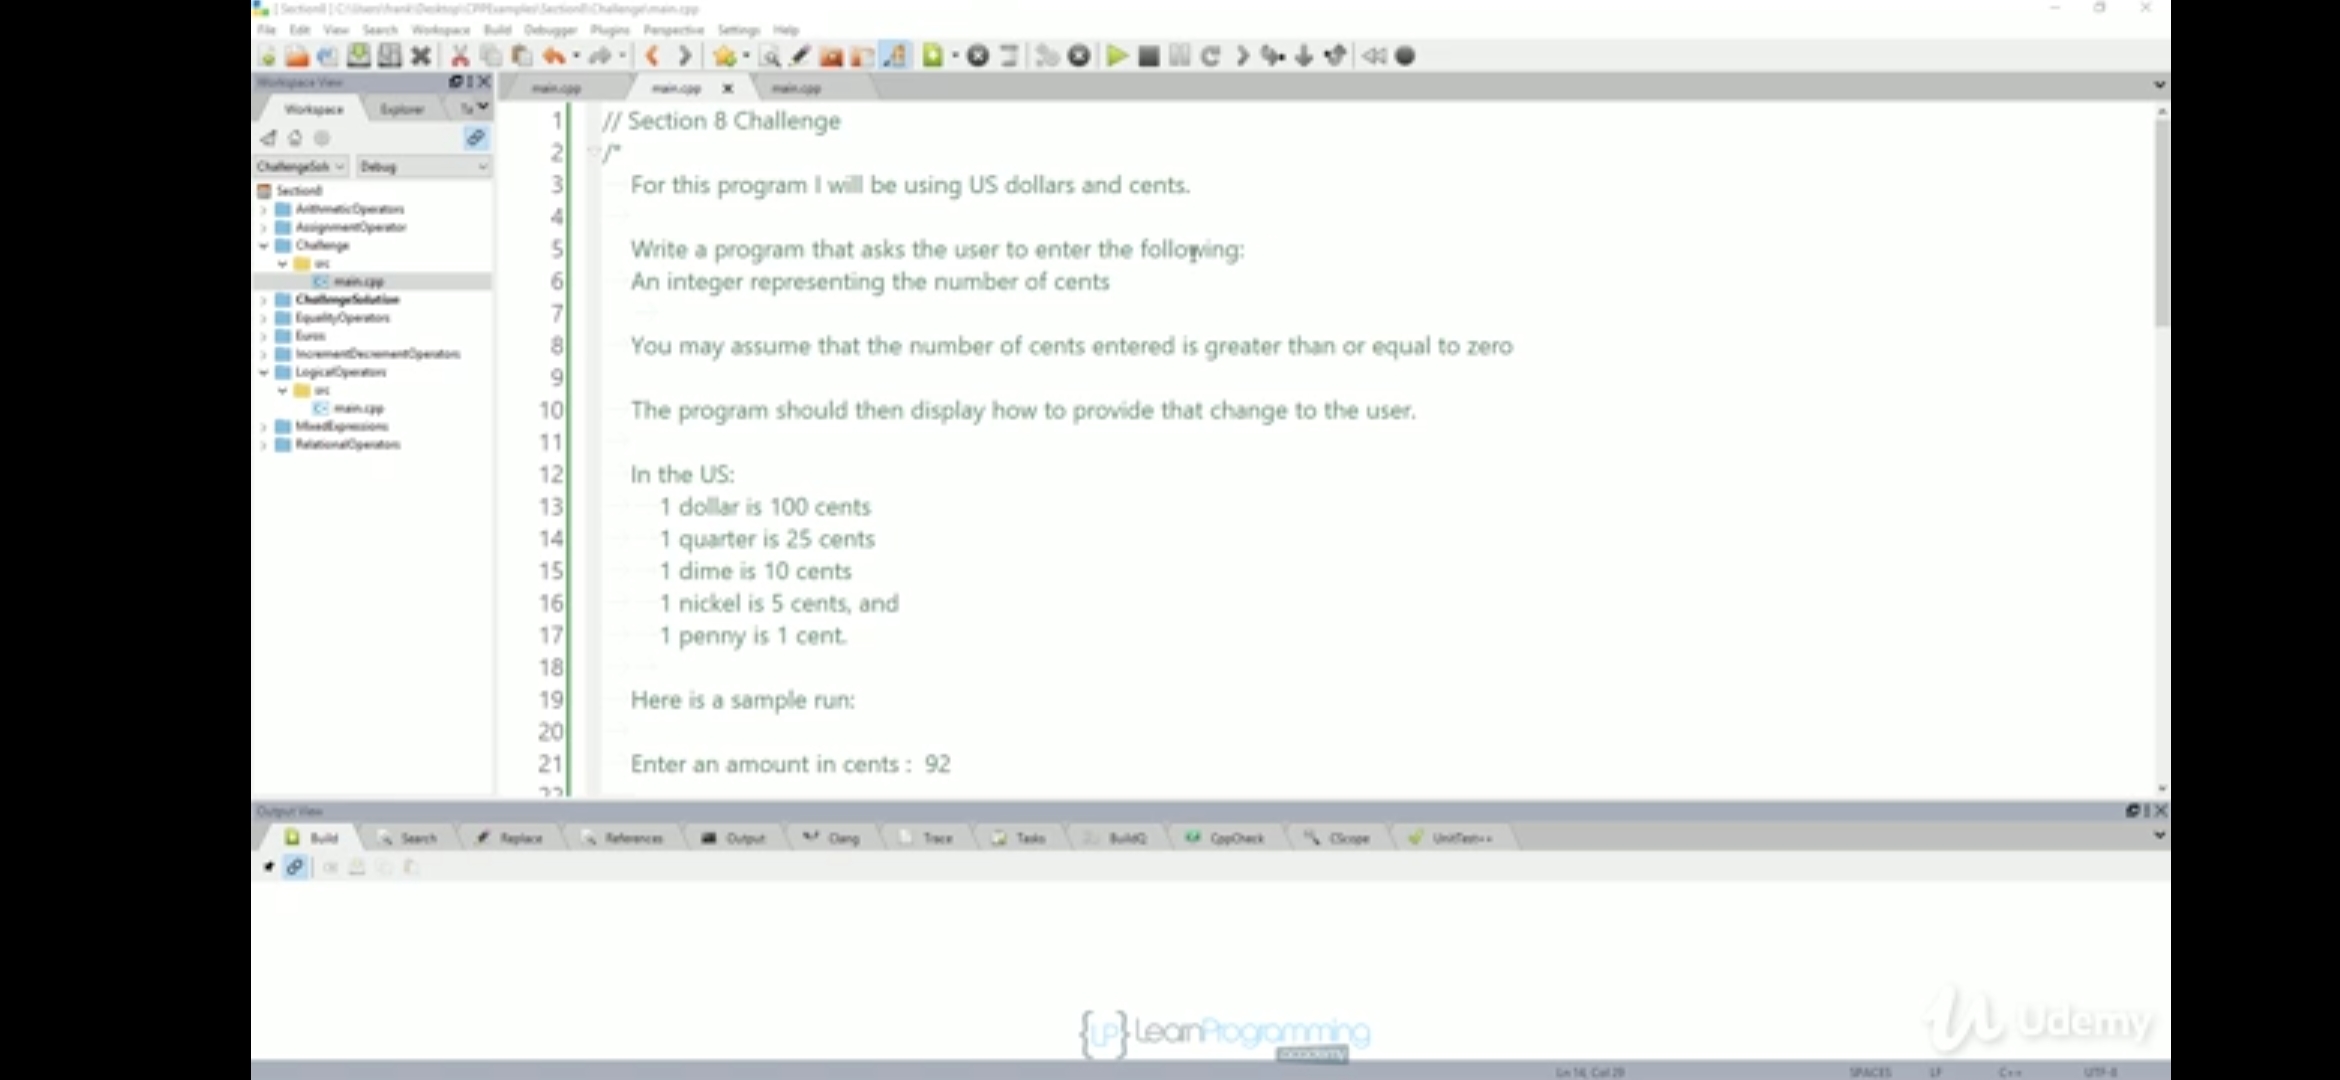 [ Section8 ] C:\Users\frank\Desktop\CPPExamples\Section8\Challenge\main.cpp
File Edit View Search Workspace Build Debugger Plugins Perspective Settings Help
Workspace View
main.cpp main.cpp main.cpp
Workspace Explorer Ta
ChallengeSolu Debug
Section8
ArithmeticOperators
AssignmentOperator
Challenge
src
main.cpp
ChallengeSolution
EqualityOperators
Euros
IncrementDecrementOperators
LogicalOperators
src
main.cpp
MixedExpressions
RelationalOperators
1 // Section 8 Challenge
2 /*
3 For this program I will be using US dollars and cents.
4
5 Write a program that asks the user to enter the following:
6 An integer representing the number of cents
7
8 You may assume that the number of cents entered is greater than or equal to zero
9
10 The program should then display how to provide that change to the user.
11
12 In the US:
13 1 dollar is 100 cents
14 1 quarter is 25 cents
15 1 dime is 10 cents
16 1 nickel is 5 cents, and
17 1 penny is 1 cent.
18
19 Here is a sample run:
20
21 Enter an amount in cents : 92
22
Output View
Build Search Replace References Output Clang Trace Tasks BuildQ CppCheck CScope UnitTest++
{LP} LearnProgramming
academy
Udemy
Ln 16, Col 29 SPACES LF C++ UTF-8